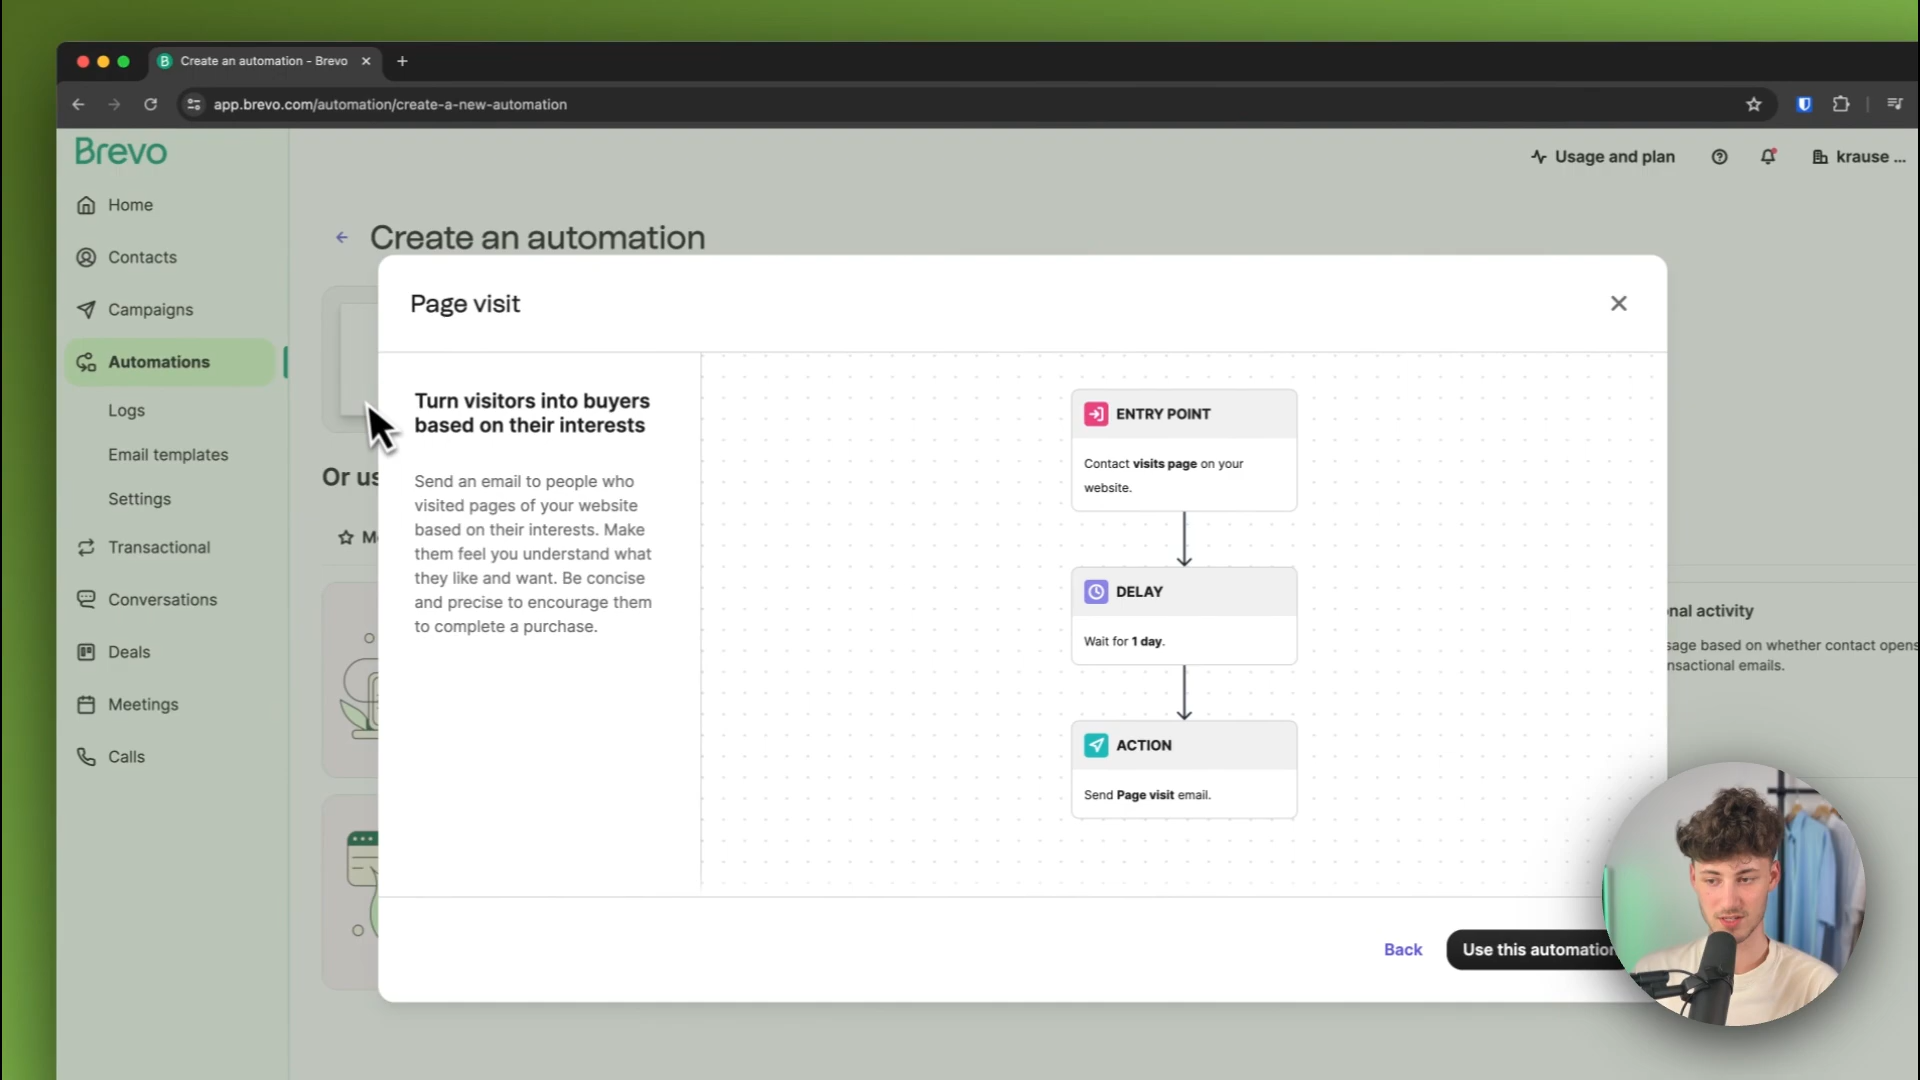 Create an automation - Brevo
app.brevo.com/automation/create-a-new-automation
Brevo
Usage and plan
krause ...
Home
Contacts
Campaigns
Automations
Logs
Email templates
Settings
Transactional
Conversations
Deals
Meetings
Calls
Create an automation
Or us
Page visit
Turn visitors into buyers
based on their interests
Send an email to people who
visited pages of your website
based on their interests. Make
them feel you understand what
they like and want. Be concise
and precise to encourage them
to complete a purchase.
ENTRY POINT
Contact visits page on your
website.
DELAY
Wait for 1 day.
ACTION
Send Page visit email.
nal activity
sage based on whether contact opens
nsactional emails.
Back
Use this automation